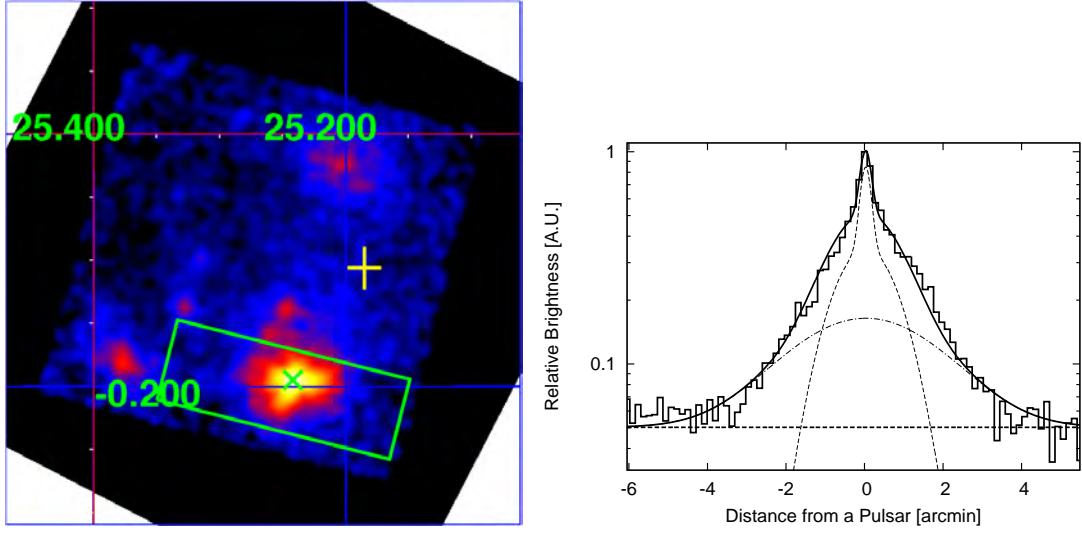 25.400 25.200
-0.200
Relative Brightness [A.U.]
1
0.1
-6 -4 -2 0 2 4
Distance from a Pulsar [arcmin]